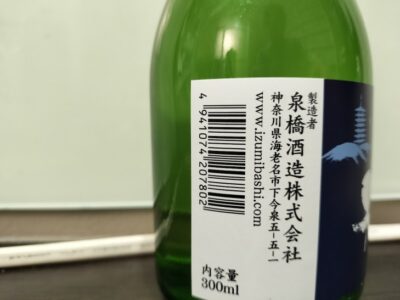 製造者
泉橋酒造株式会社
神奈川県海老名市下今泉五-五-一
www.izumibashi.com
4 941074 207802
内容量
300ml